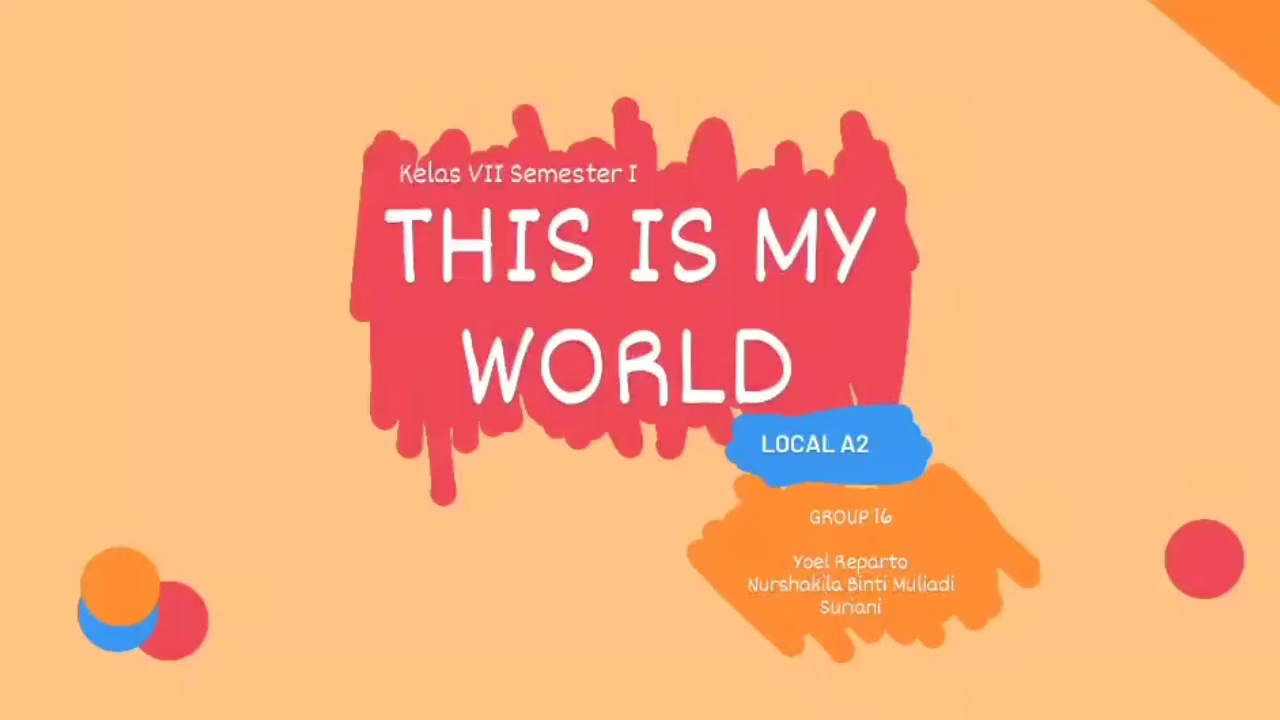 Kelas VII Semester I
THIS IS MY
WORLD
LOCAL A2
GROUP 16
Yoel Reparto
Nurshakila Binti Muliadi
Suriani